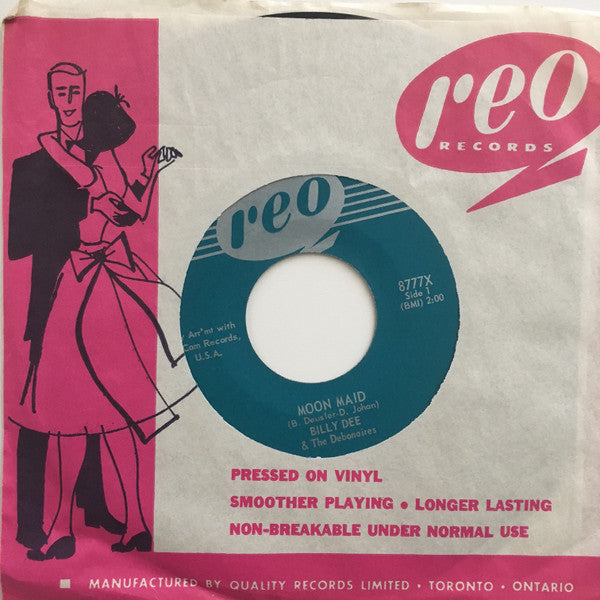 reo
RECORDS
reo
8777X
Side 1
(BMI) 2:00
Arr'mt with
Cam Records,
U.S.A.
MOON MAID
(B. Deusfer-D. Johan)
BILLY DEE
& The Debonaires
PRESSED ON VINYL
SMOOTHER PLAYING • LONGER LASTING
NON-BREAKABLE UNDER NORMAL USE
MANUFACTURED BY QUALITY RECORDS LIMITED • TORONTO • ONTARIO